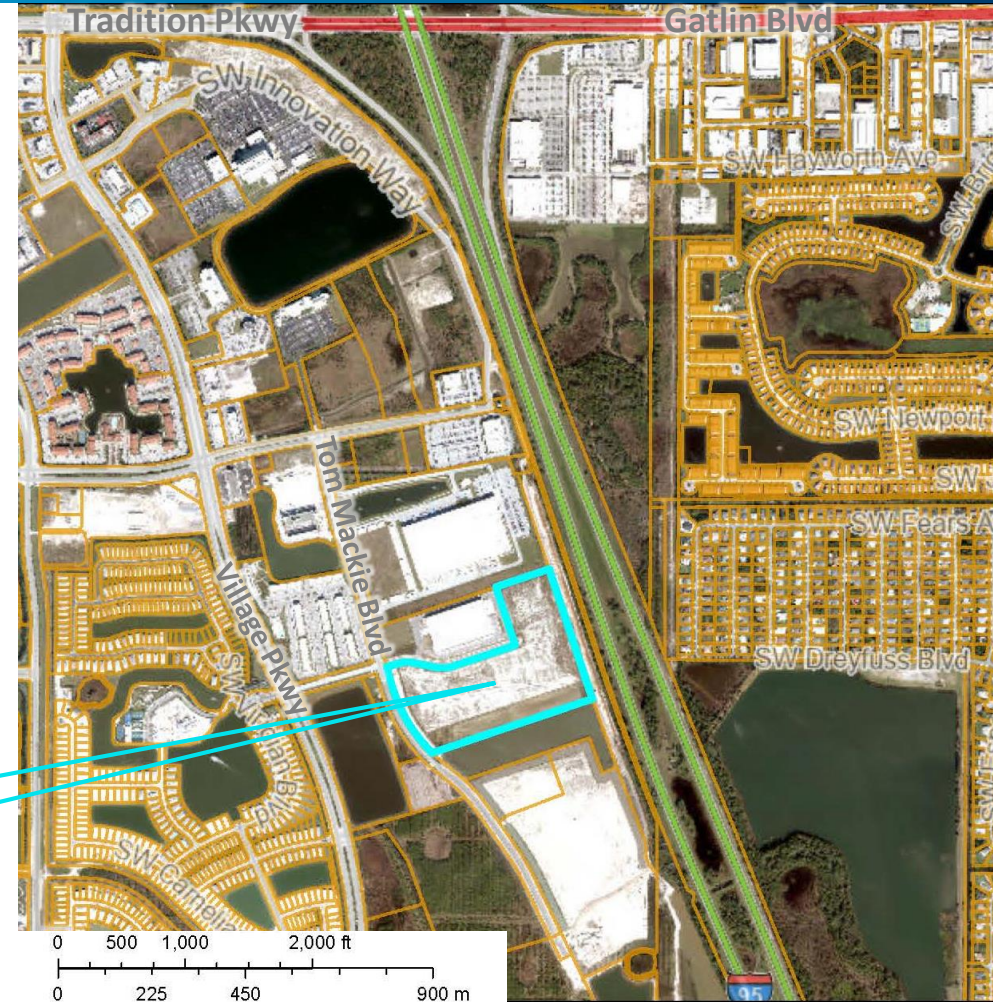 Tradition Pkwy
Gatlin Blvd
SW Innovation Way
SW Hayworth Ave
SW Newport
SW Fears A
Tom Mackie Blvd
Village Pkwy
SW Dreyfuss Blvd
0 500 1,000 2,000 ft
0 225 450 900 m
95